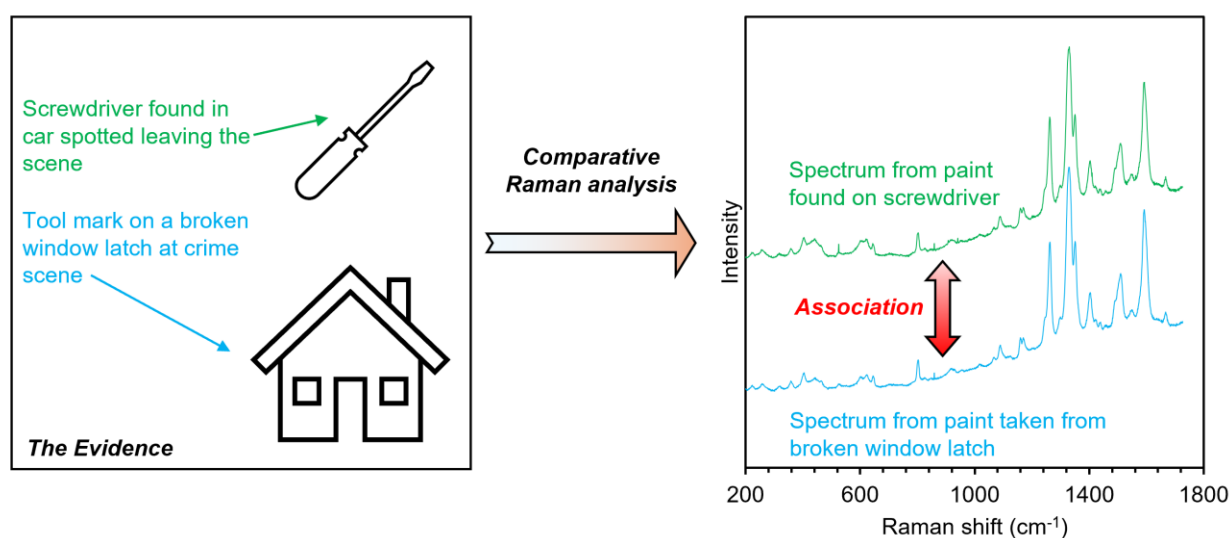 Screwdriver found in
car spotted leaving the
scene
Tool mark on a broken
window latch at crime
scene
The Evidence
Comparative
Raman analysis
Intensity
Spectrum from paint
found on screwdriver
Association
Spectrum from paint taken from
broken window latch
200 600 1000 1400 1800
Raman shift (cm⁻¹)